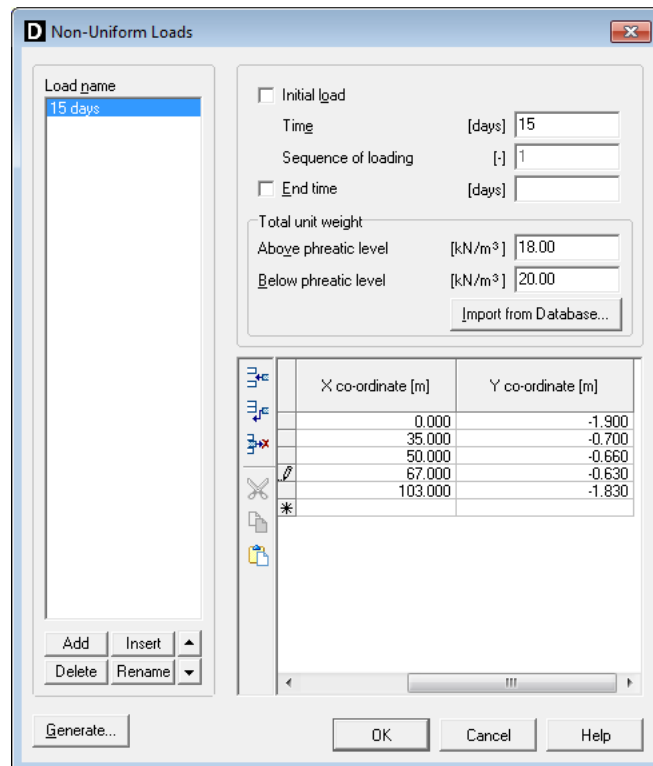 D Non-Uniform Loads
Load name
15 days
Initial load
Time [days] 15
Sequence of loading [-] 1
End time [days]
Total unit weight
Above phreatic level [kN/m³] 18.00
Below phreatic level [kN/m³] 20.00
Import from Database...
X co-ordinate [m] Y co-ordinate [m]
0.000 -1.900
35.000 -0.700
50.000 -0.660
67.000 -0.630
103.000 -1.830
*
Add Insert
Delete Rename
Generate... OK Cancel Help